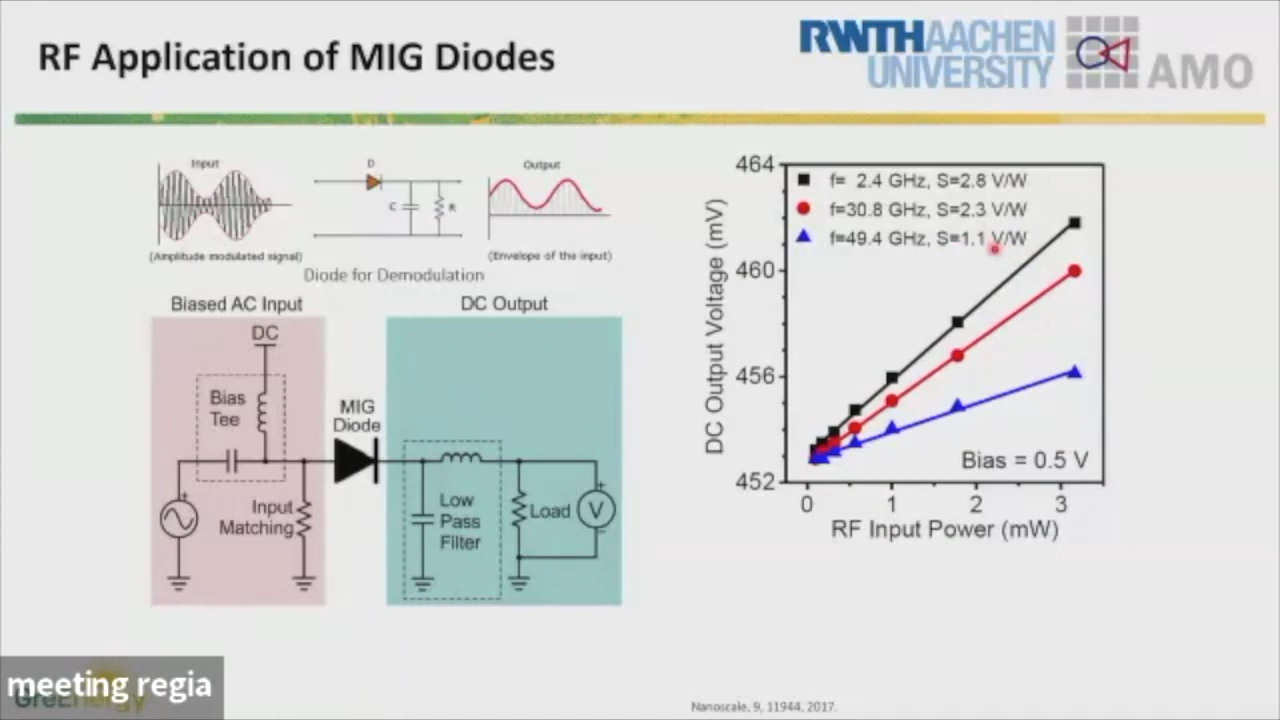 RF Application of MIG Diodes
RWTHAACHEN
UNIVERSITY
AMO
Input
D
C
R
Output
(Amplitude modulated signal)
(Envelope of the input)
Diode for Demodulation
Biased AC Input
DC Output
DC
Bias
Tee
MIG
Diode
Input
Matching
Low
Pass
Filter
Load
V
DC Output Voltage (mV)
464
460
456
452
f= 2.4 GHz, S=2.8 V/W
f=30.8 GHz, S=2.3 V/W
f=49.4 GHz, S=1.1 V/W
Bias = 0.5 V
0 1 2 3
RF Input Power (mW)
meeting regia
GreEnergy
Nanoscale, 9, 11944, 2017.